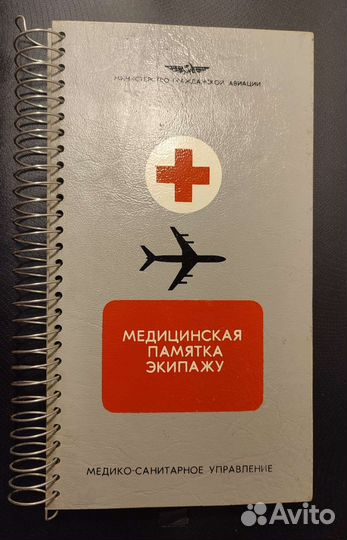 МИНИСТЕРСТВО ГРАЖДАНСКОЙ АВИАЦИИ
МЕДИЦИНСКАЯ
ПАМЯТКА
ЭКИПАЖУ
МЕДИКО-САНИТАРНОЕ УПРАВЛЕНИЕ
Avito